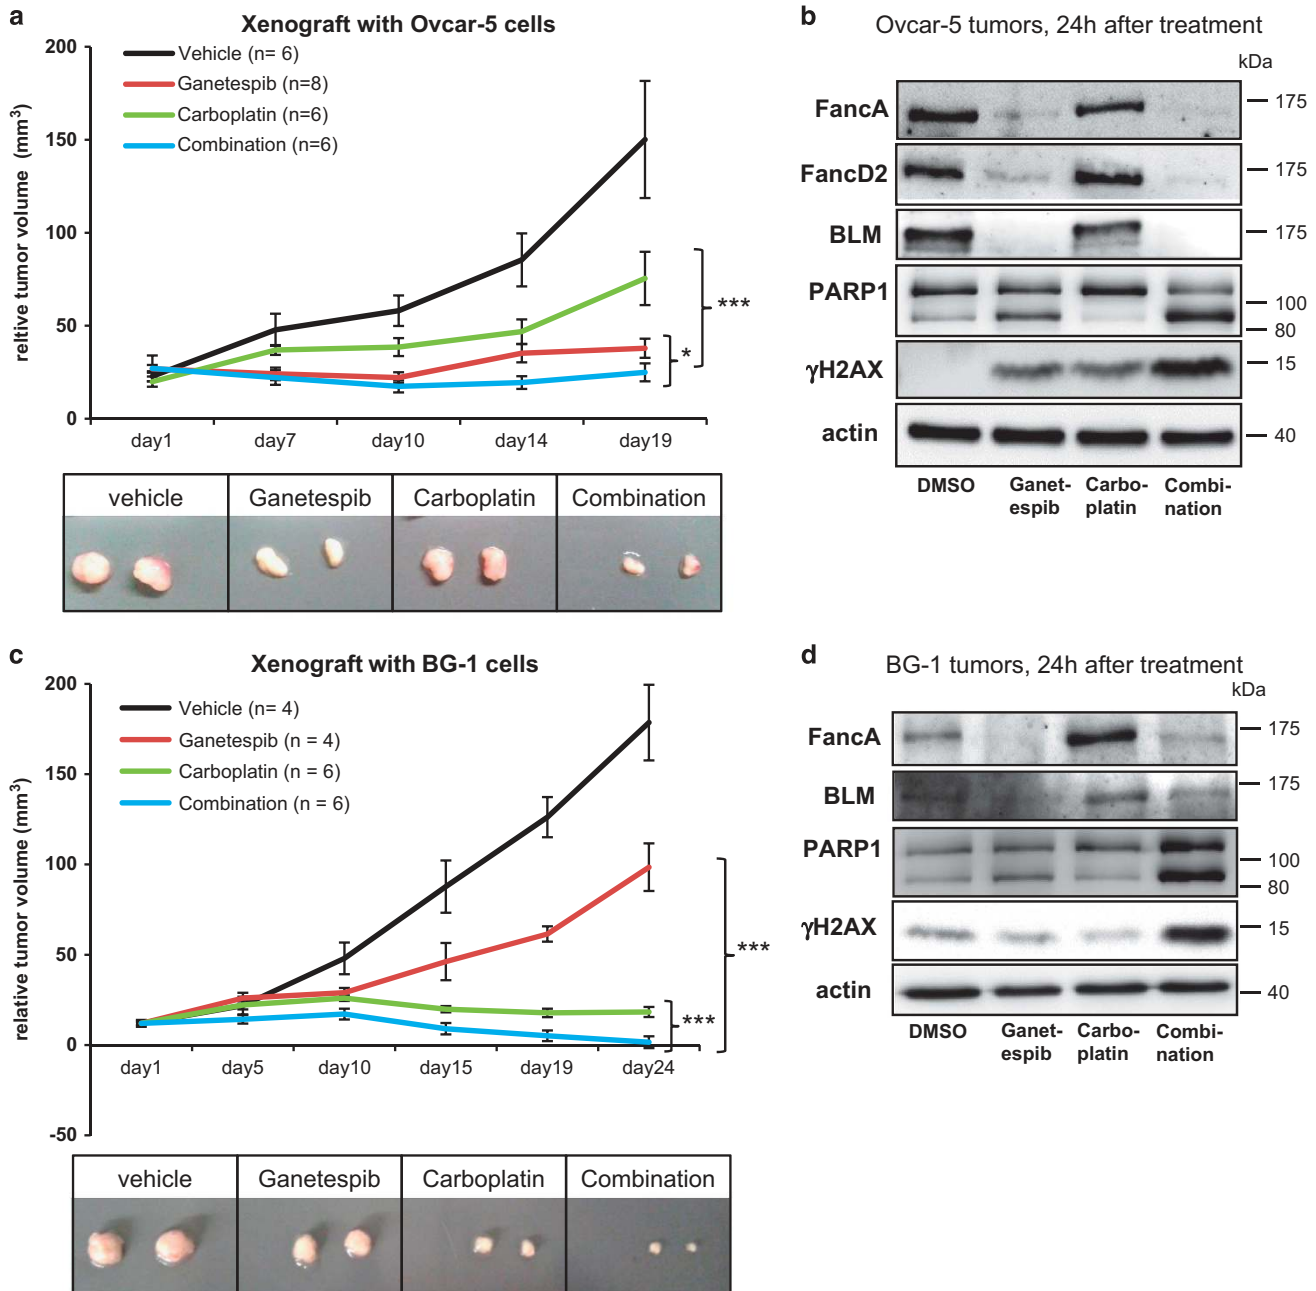 a
Xenograft with Ovcar-5 cells
reltive tumor volume (mm³)
200
150
100
50
0
Vehicle (n= 6)
Ganetespib (n=8)
Carboplatin (n=6)
Combination (n=6)
***
*
day1 day7 day10 day14 day19
vehicle Ganetespib Carboplatin Combination
b
Ovcar-5 tumors, 24h after treatment
kDa
FancA 175
FancD2 175
BLM 175
PARP1 100
80
γH2AX 15
actin 40
DMSO Ganet- Carbo- Combi-
espib platin nation
c
Xenograft with BG-1 cells
relative tumor volume (mm³)
200
150
100
50
0
-50
Vehicle (n= 4)
Ganetespib (n = 4)
Carboplatin (n = 6)
Combination (n = 6)
***
***
day1 day5 day10 day15 day19 day24
vehicle Ganetespib Carboplatin Combination
d
BG-1 tumors, 24h after treatment
kDa
FancA 175
BLM 175
PARP1 100
80
γH2AX 15
actin 40
DMSO Ganet- Carbo- Combi-
espib platin nation